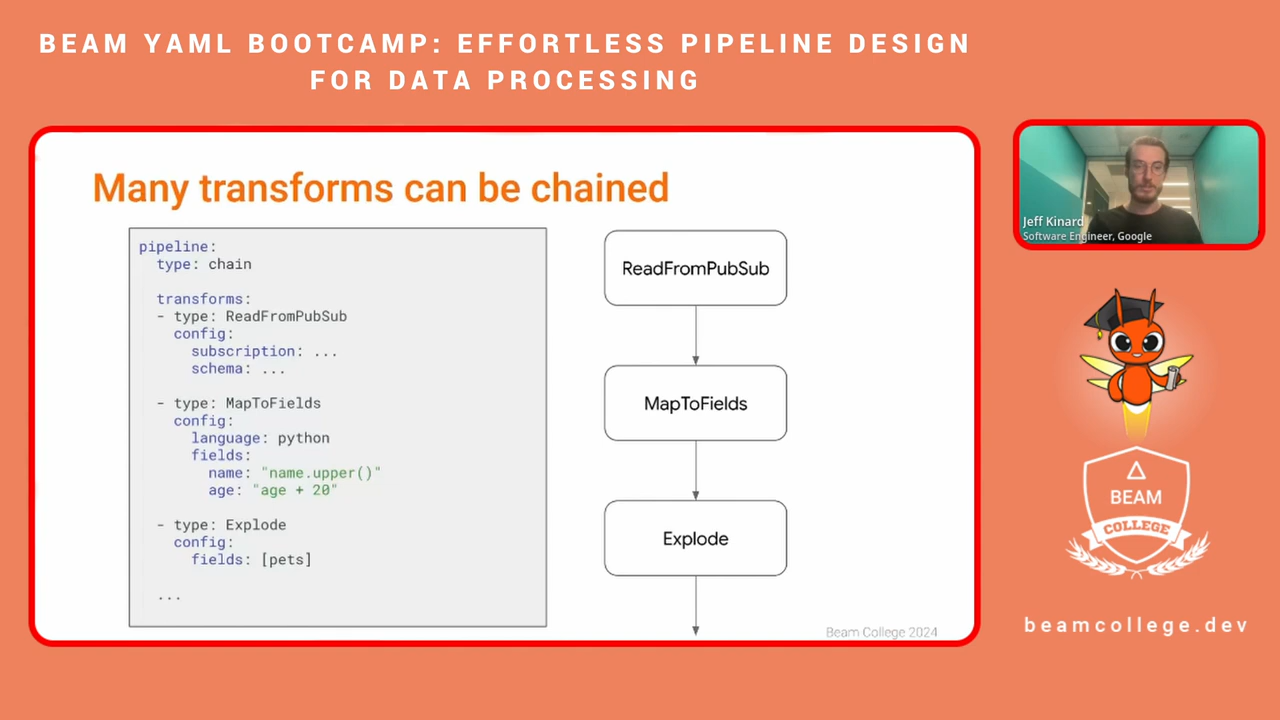 BEAM YAML BOOTCAMP: EFFORTLESS PIPELINE DESIGN
FOR DATA PROCESSING
Many transforms can be chained
pipeline:
  type: chain
  transforms:
  - type: ReadFromPubSub
    config:
      subscription: ...
      schema: ...
  - type: MapToFields
    config:
      language: python
      fields:
        name: "name.upper()"
        age: "age + 20"
  - type: Explode
    config:
      fields: [pets]
  ...
ReadFromPubSub
MapToFields
Explode
Beam College 2024
Jeff Kinard
Software Engineer, Google
BEAM
COLLEGE
beamcollege.dev